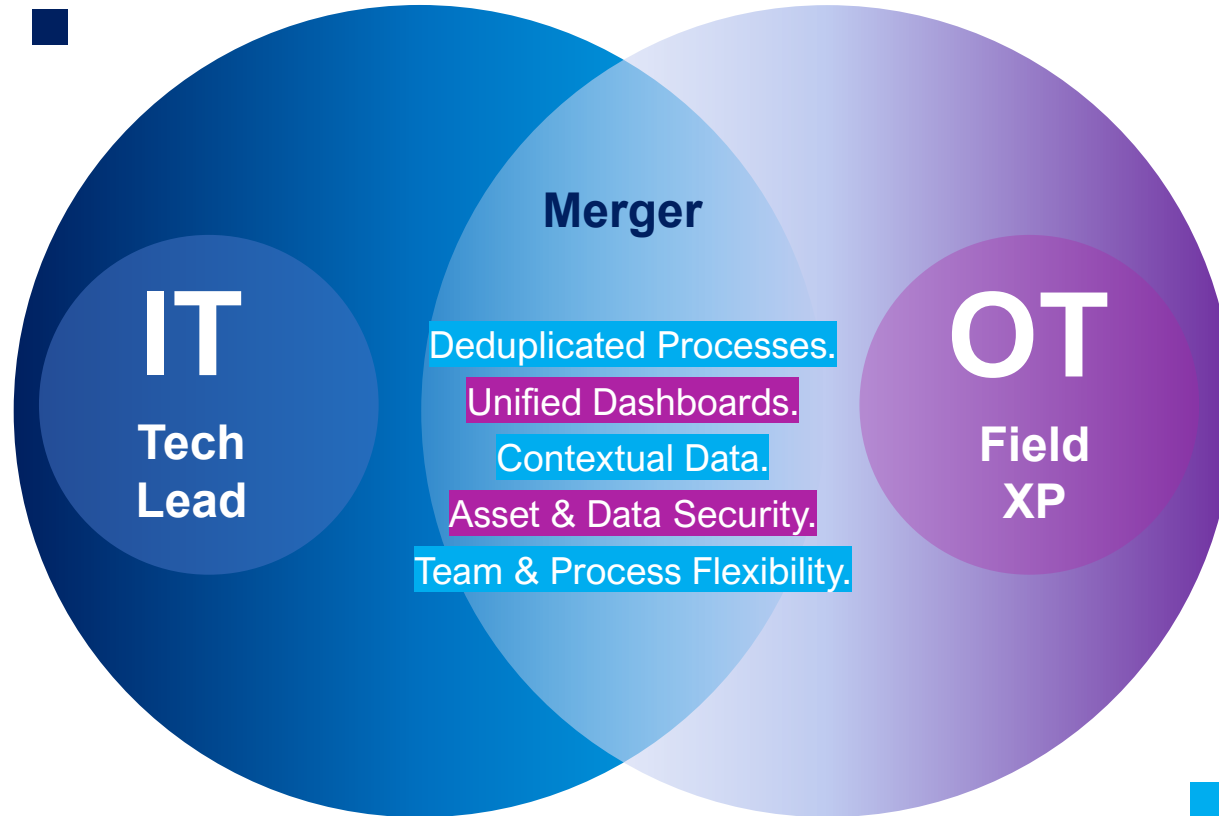 Merger
IT
Tech
Lead
Deduplicated Processes.
Unified Dashboards.
Contextual Data.
Asset & Data Security.
Team & Process Flexibility.
OT
Field
XP